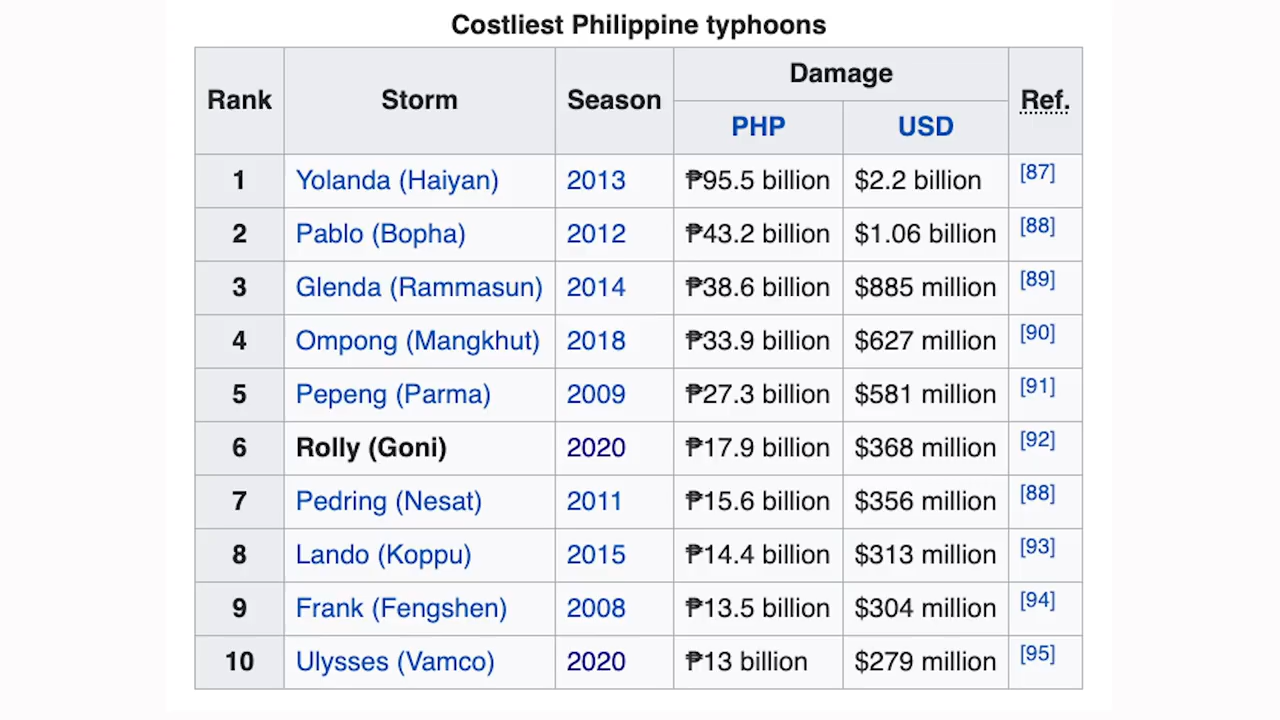 Costliest Philippine typhoons
Rank Storm Season Damage Ref.
PHP USD
1 Yolanda (Haiyan) 2013 ₱95.5 billion $2.2 billion [87]
2 Pablo (Bopha) 2012 ₱43.2 billion $1.06 billion [88]
3 Glenda (Rammasun) 2014 ₱38.6 billion $885 million [89]
4 Ompong (Mangkhut) 2018 ₱33.9 billion $627 million [90]
5 Pepeng (Parma) 2009 ₱27.3 billion $581 million [91]
6 Rolly (Goni) 2020 ₱17.9 billion $368 million [92]
7 Pedring (Nesat) 2011 ₱15.6 billion $356 million [88]
8 Lando (Koppu) 2015 ₱14.4 billion $313 million [93]
9 Frank (Fengshen) 2008 ₱13.5 billion $304 million [94]
10 Ulysses (Vamco) 2020 ₱13 billion $279 million [95]